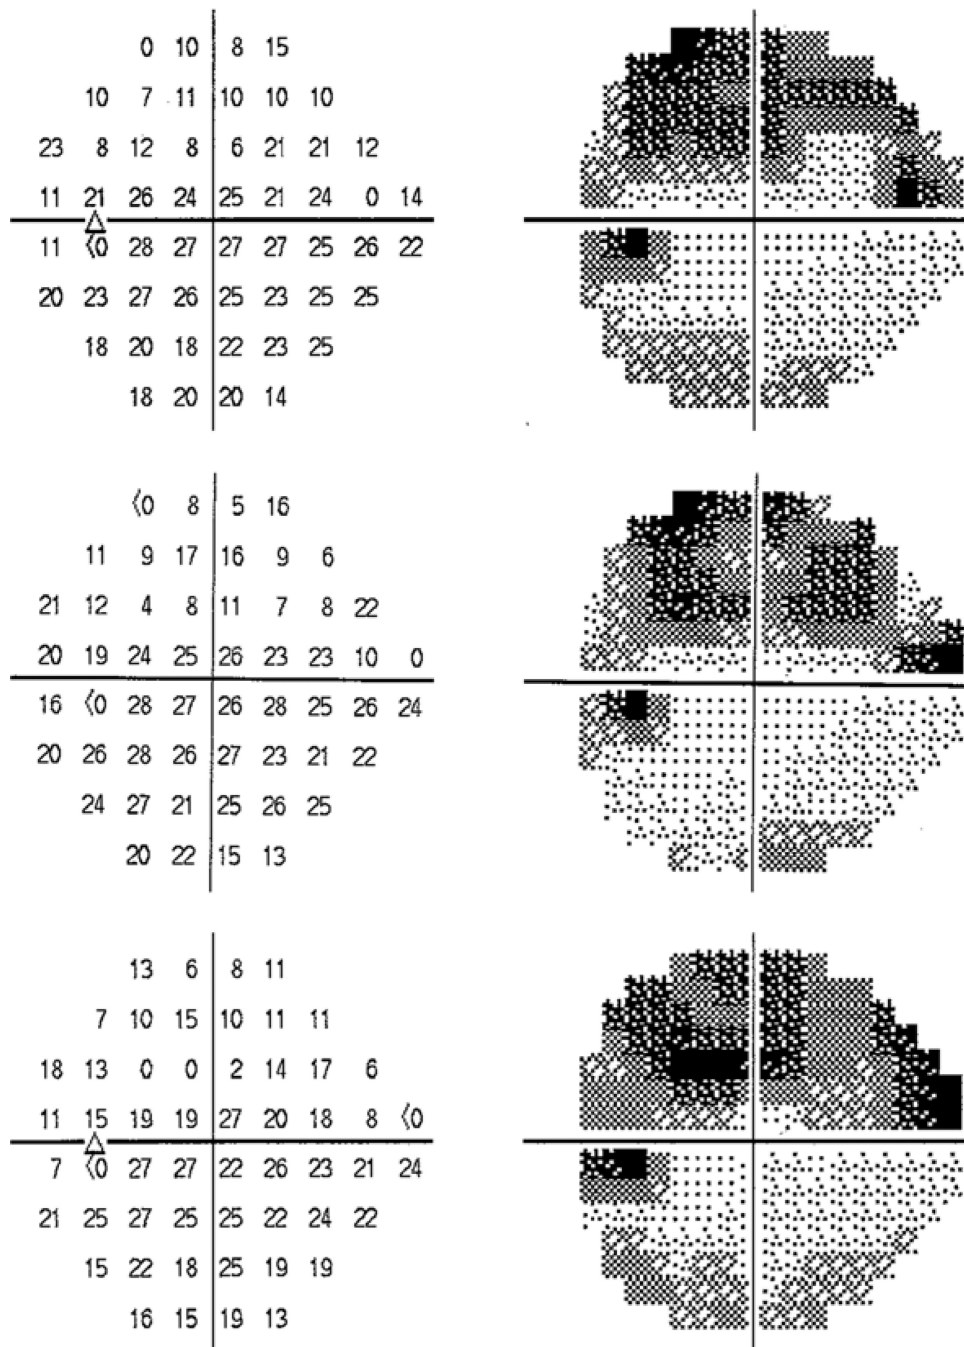 0 10 8 15
10 7 11 10 10 10
23 8 12 8 6 21 21 12
11 21 26 24 25 21 24 0 14
11 <0 28 27 27 27 25 26 22
20 23 27 26 25 23 25 25
18 20 18 22 23 25
18 20 20 14
<0 8 5 16
11 9 17 16 9 6
21 12 4 8 11 7 8 22
20 19 24 25 26 23 23 10 0
16 <0 28 27 26 28 25 26 24
20 26 28 26 27 23 21 22
24 27 21 25 26 25
20 22 15 13
13 6 8 11
7 10 15 10 11 11
18 13 0 0 2 14 17 6
11 15 19 19 27 20 18 8 <0
7 <0 27 27 22 26 23 21 24
21 25 27 25 25 22 24 22
15 22 18 25 19 19
16 15 19 13